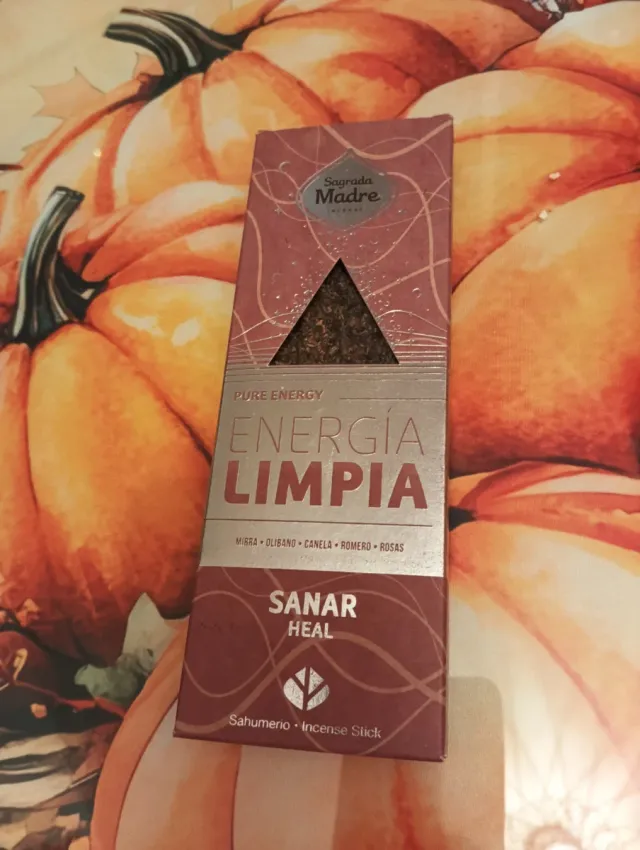 Sagrada
Madre
PURE ENERGY
ENERGÍA
LIMPIA
MIRRA • OLIBANO • CANELA • ROMERO • ROSAS
SANAR
HEAL
Sahumerio • Incense Stick